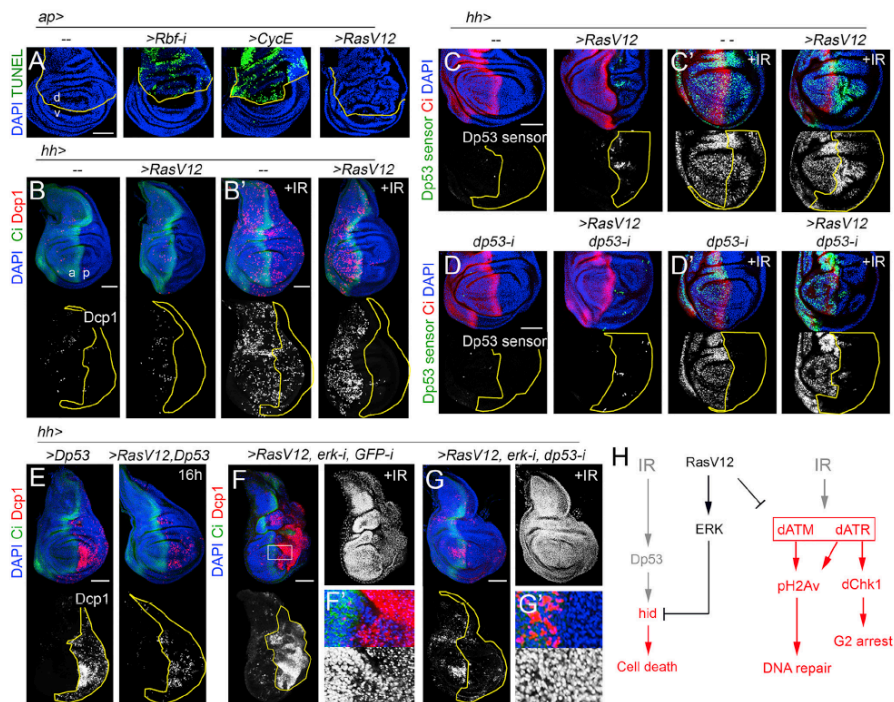 ap>
-- >Rbf-i >CycE >RasV12
A
DAPI TUNEL
d
v
hh>
-- >RasV12 -- >RasV12
B B' +IR +IR
DAPI Ci Dcp1
a p
Dcp1
hh>
-- >RasV12 -- >RasV12
C C' +IR +IR
Dp53 sensor Ci DAPI
Dp53 sensor
>RasV12 >RasV12
dp53-i dp53-i dp53-i dp53-i
D D' +IR +IR
Dp53 sensor Ci DAPI
Dp53 sensor
hh>
>Dp53 >RasV12,Dp53 >RasV12, erk-i, GFP-i >RasV12, erk-i, dp53-i
E 16h F +IR G +IR
DAPI Ci Dcp1
DAPI Ci Dcp1
Dcp1
F' G'
H
IR RasV12 IR
ERK dATM dATR
Dp53
pH2Av dChk1
hid
G2 arrest
Cell death DNA repair